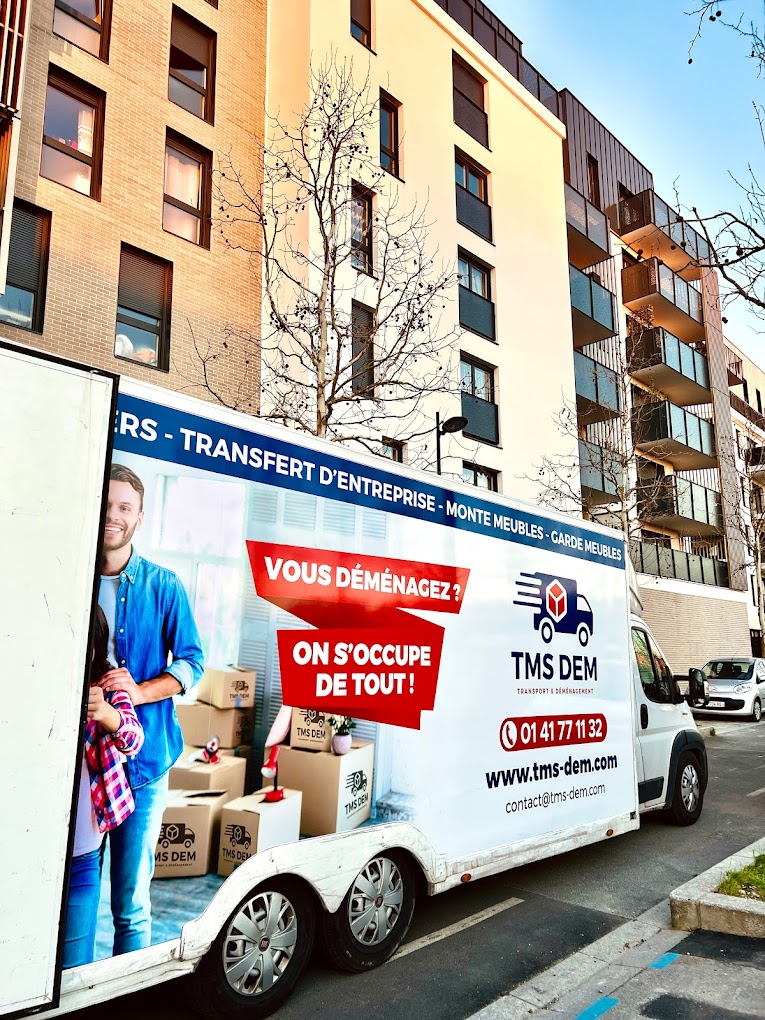 ERS - TRANSFERT D'ENTREPRISE - MONTE MEUBLES - GARDE MEUBLES
VOUS DÉMÉNAGEZ ?
ON S'OCCUPE
DE TOUT !
TMS DEM
TRANSPORT & DÉMÉNAGEMENT
01 41 77 11 32
www.tms-dem.com
contact@tms-dem.com
TMS DEM
TMS DEM
TMS DEM
TMS DEM
TMS DEM